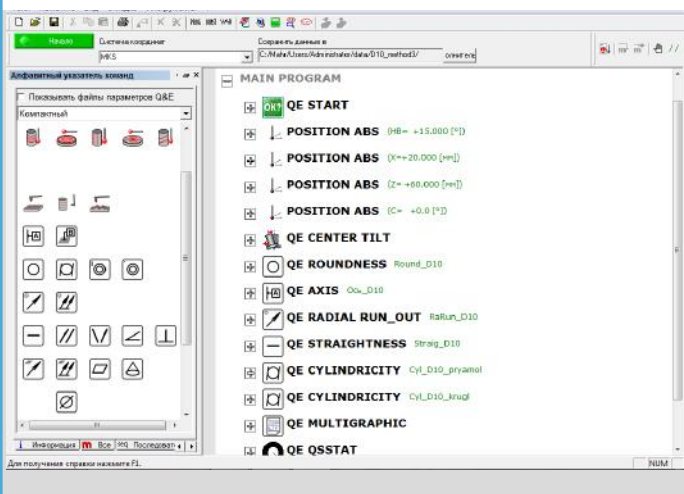 Начало
Система координат
MKS
Сохранить данные в
C:/Mahr/Users/Administrator/data/D10_method3/
Алфавитный указатель команд
Показывать файлы параметров Q&E
Компактный
MAIN PROGRAM
OK?
QE START
POSITION ABS (HB= +15.000 [°])
POSITION ABS (X=+20.000 [мм])
POSITION ABS (Z= +60.000 [мм])
POSITION ABS (C= +0.0 [°])
QE CENTER TILT
QE ROUNDNESS Round_D10
QE AXIS Ось_D10
QE RADIAL RUN_OUT RaRun_D10
QE STRAIGHTNESS Straig_D10
QE CYLINDRICITY Cyl_D10_pryamol
QE CYLINDRICITY Cyl_D10_krugl
QE MULTIGRAPHIC
QE QSSTAT
Информация Все Последоват
Для получения справки нажмите F1.
NUM